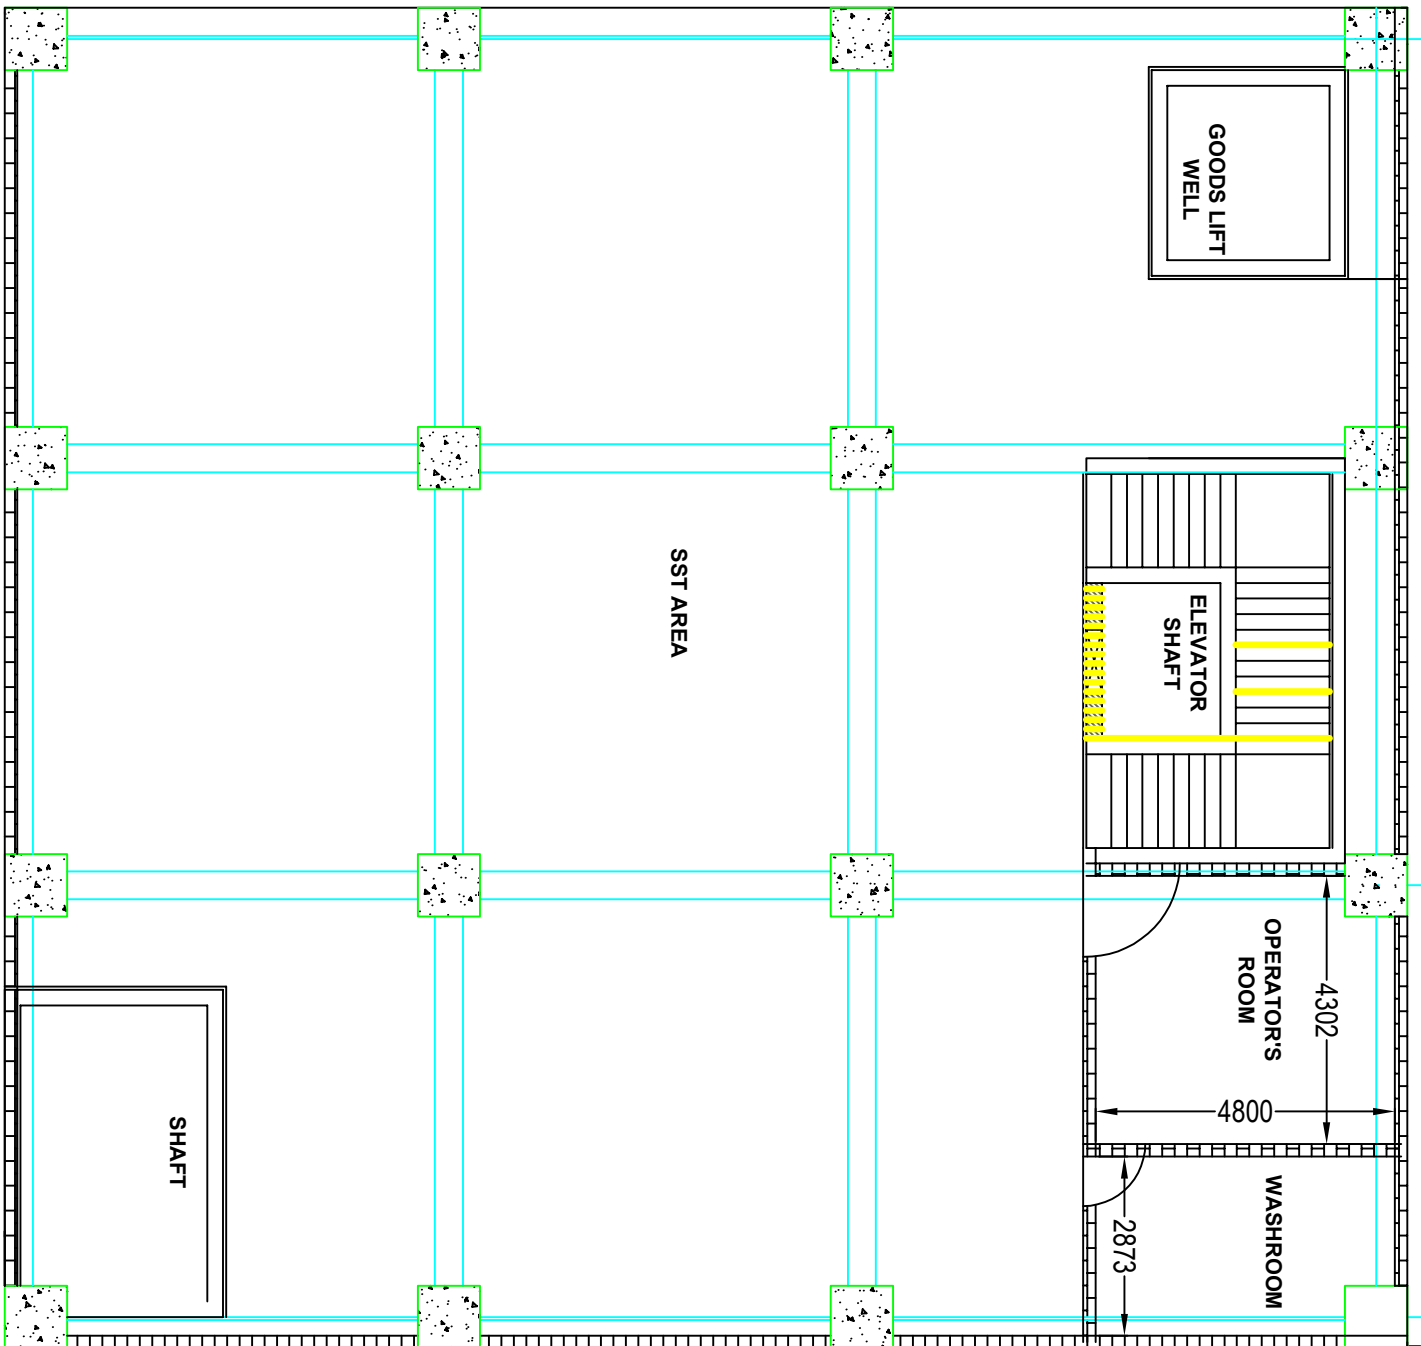 GOODS LIFT
WELL
SST AREA
ELEVATOR
SHAFT
OPERATOR'S
ROOM
4302
4800
SHAFT
WASHROOM
2873